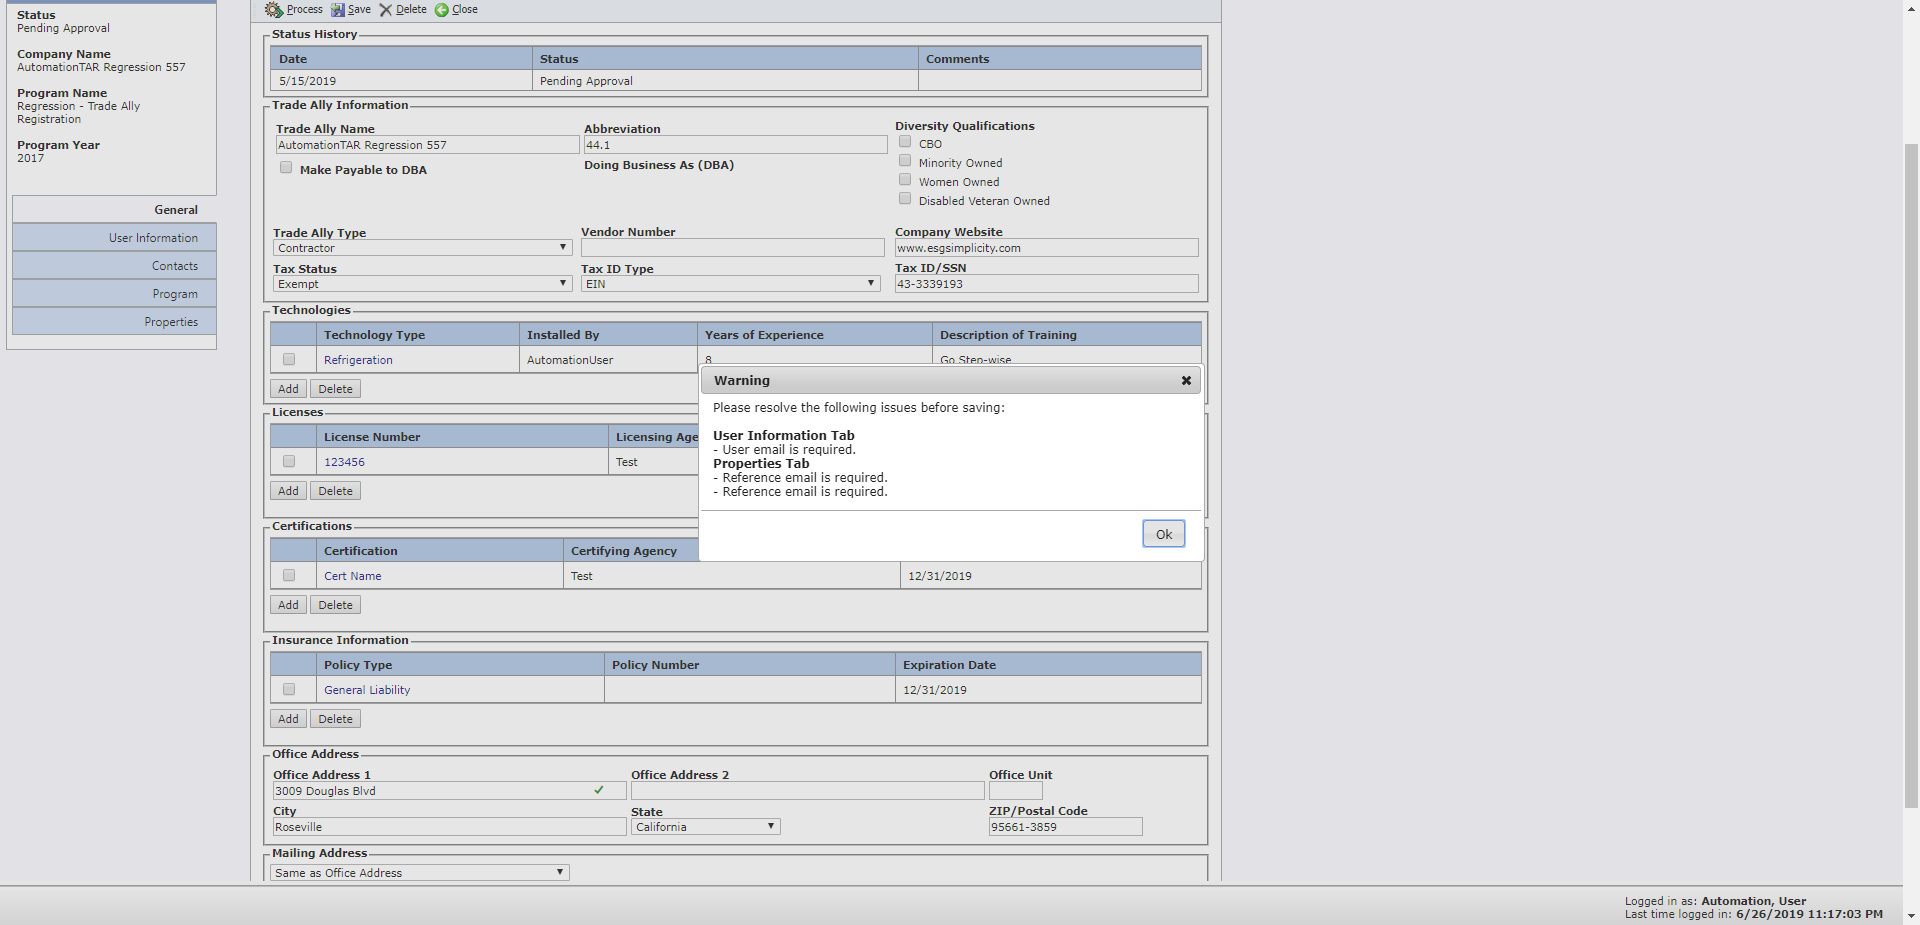 Status
Pending Approval
Company Name
AutomationTAR Regression 557
Program Name
Regression - Trade Ally
Registration
Program Year
2017
General
User Information
Contacts
Program
Properties
Process Save Delete Close
Status History
Date Status Comments
5/15/2019 Pending Approval
Trade Ally Information
Trade Ally Name Abbreviation Diversity Qualifications
AutomationTAR Regression 557 44.1 CBO
Make Payable to DBA Doing Business As (DBA) Minority Owned
Women Owned
Disabled Veteran Owned
Trade Ally Type Vendor Number Company Website
Contractor www.esgsimplicity.com
Tax Status Tax ID Type Tax ID/SSN
Exempt EIN 43-3339193
Technologies
Technology Type Installed By Years of Experience Description of Training
Refrigeration AutomationUser 8 Go Step-wise
Add Delete
Licenses
License Number Licensing Age
123456 Test
Add Delete
Certifications
Certification Certifying Agency
Cert Name Test 12/31/2019
Add Delete
Insurance Information
Policy Type Policy Number Expiration Date
General Liability 12/31/2019
Add Delete
Office Address
Office Address 1 Office Address 2 Office Unit
3009 Douglas Blvd
City State ZIP/Postal Code
Roseville California 95661-3859
Mailing Address
Same as Office Address
Warning
Please resolve the following issues before saving:
User Information Tab
- User email is required.
Properties Tab
- Reference email is required.
- Reference email is required.
Ok
Logged in as: Automation, User
Last time logged in: 6/26/2019 11:17:03 PM